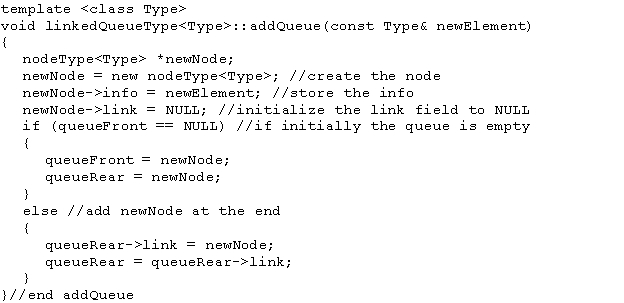 template <class Type>
void linkedQueueType<Type>::addQueue(const Type& newElement)
{
nodeType<Type> *newNode;
newNode = new nodeType<Type>; //create the node
newNode->info = newElement; //store the info
newNode->link = NULL; //initialize the link field to NULL
if (queueFront == NULL) //if initially the queue is empty
{
queueFront = newNode;
queueRear = newNode;
}
else //add newNode at the end
{
queueRear->link = newNode;
queueRear = queueRear->link;
}
}//end addQueue